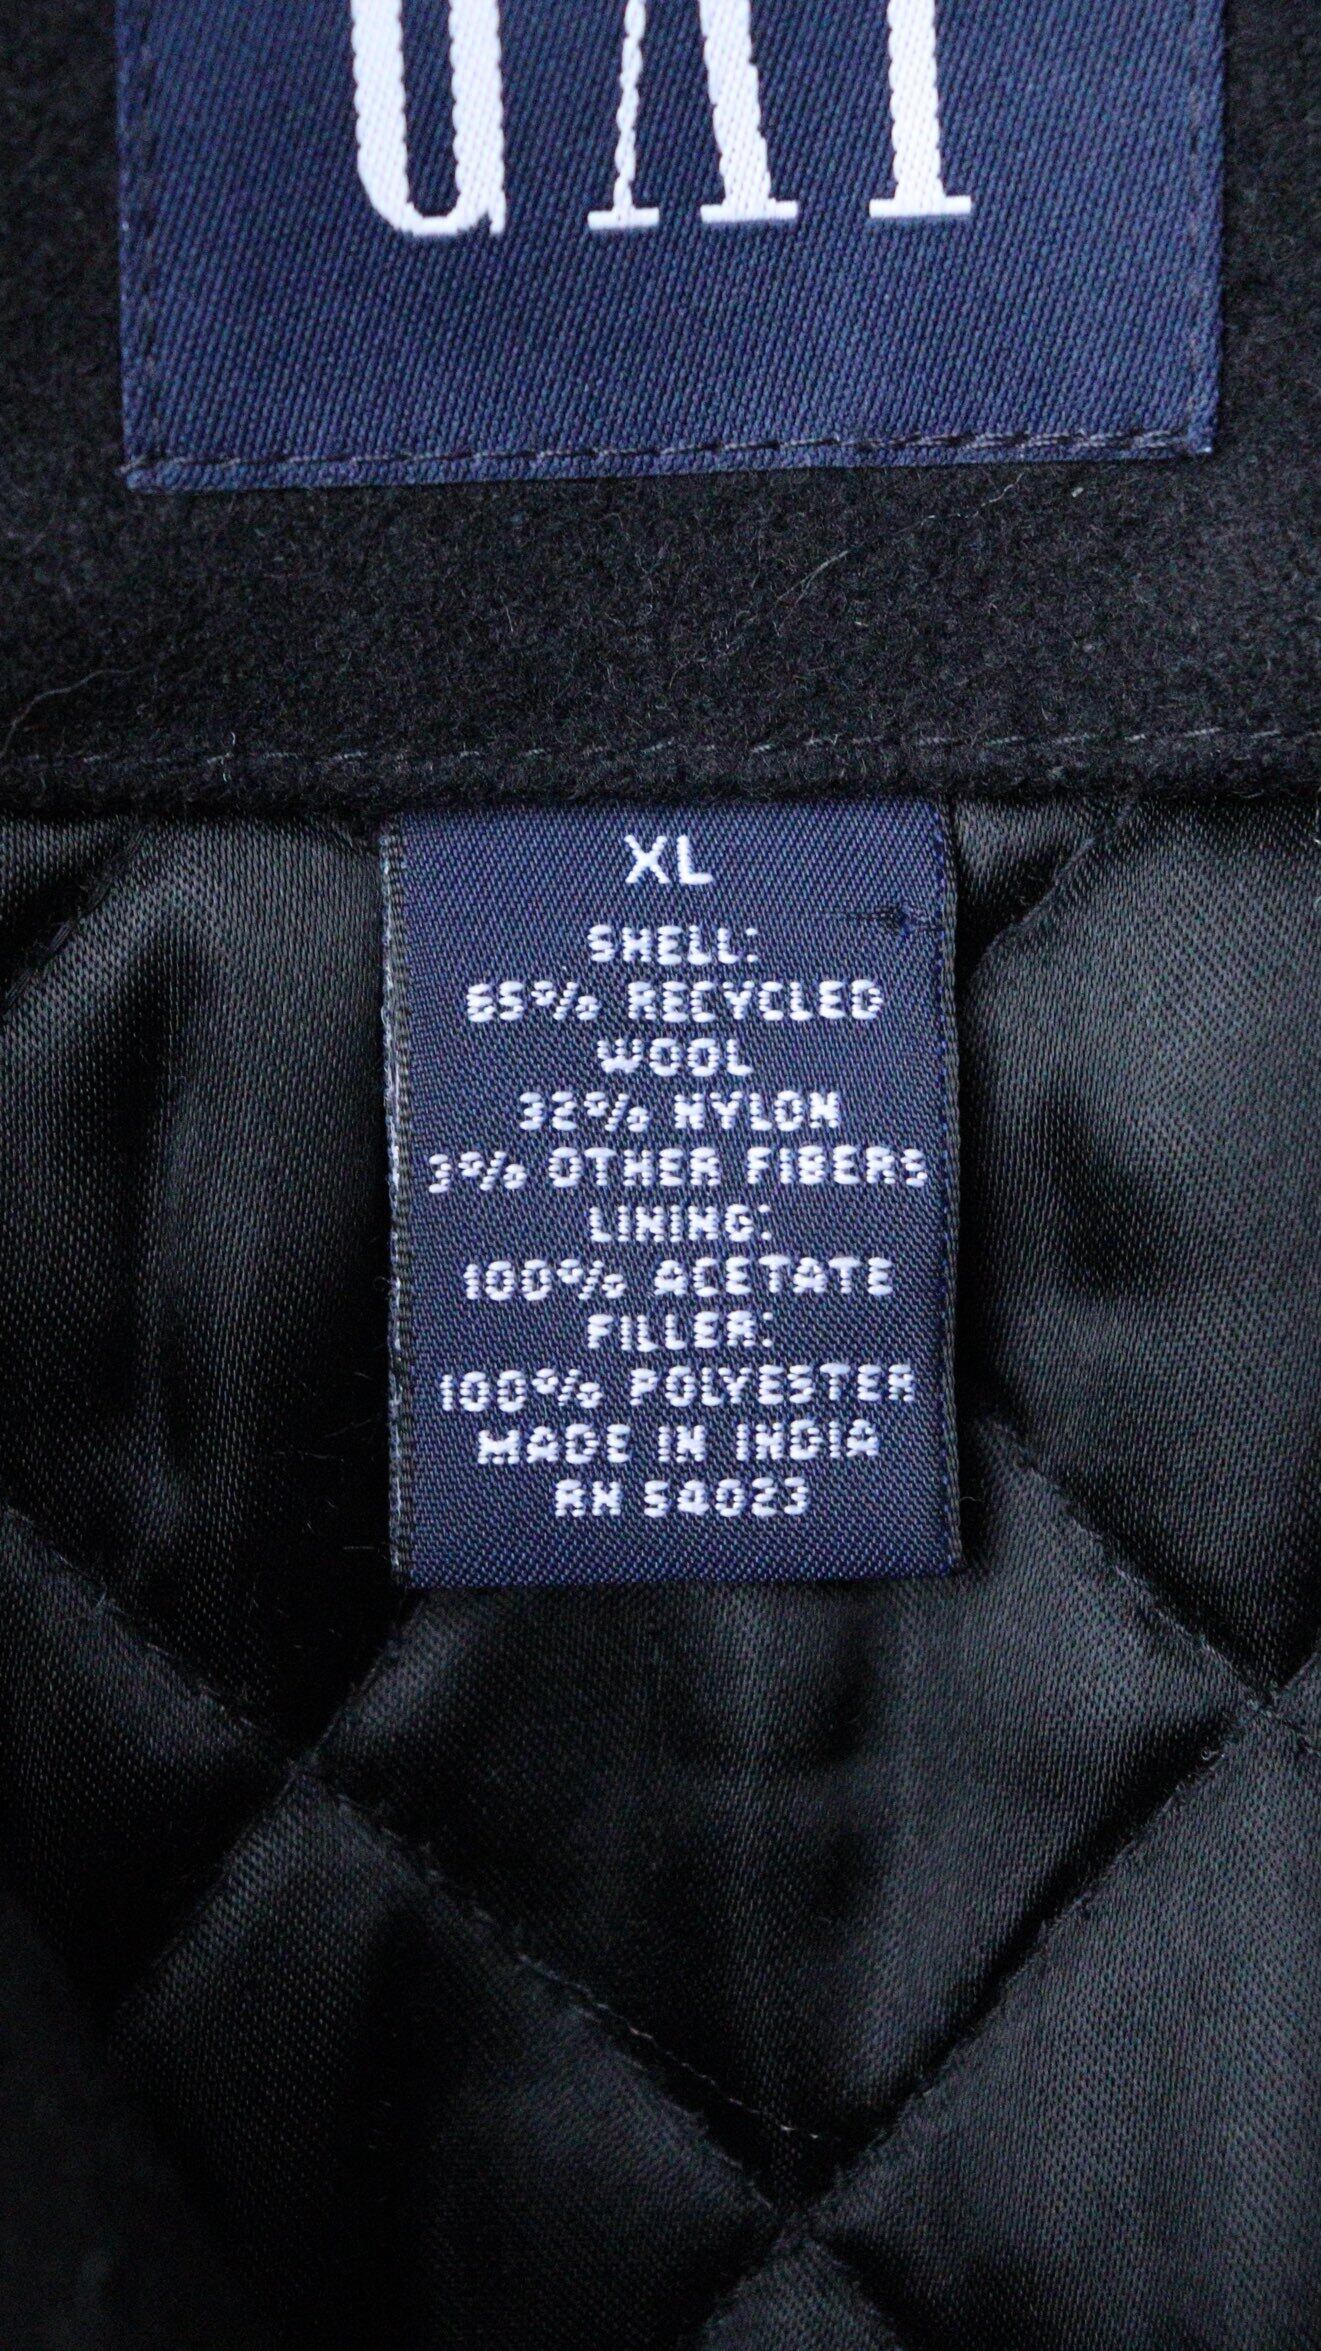 GAP
XL
SHELL:
65% RECYCLED
WOOL
32% NYLON
3% OTHER FIBERS
LINING:
100% ACETATE
FILLER:
100% POLYESTER
MADE IN INDIA
RN 54023